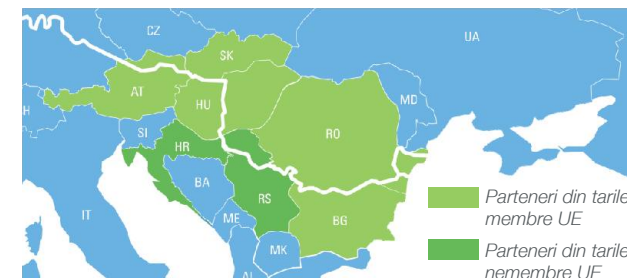 CZ
UA
SK
AT
MD
HU
RO
SI
HR
BA
RS
IT
ME
BG
MK
Parteneri din tarile
membre UE
Parteneri din tarile
nemembre UE